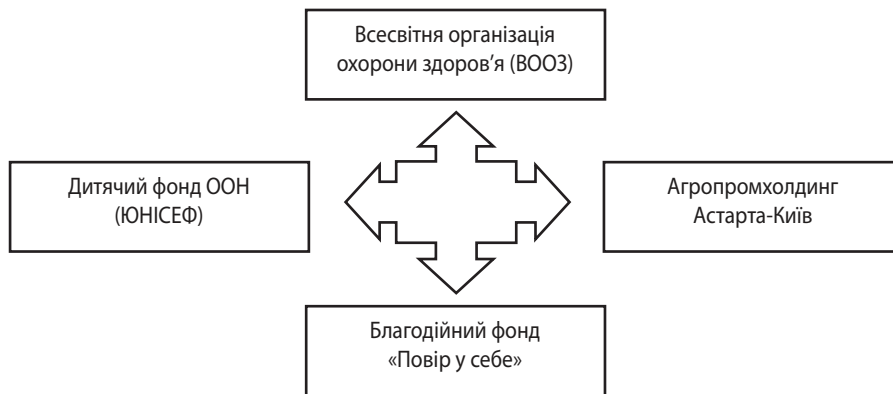 Всесвітня організація
охорони здоров’я (ВООЗ)
Дитячий фонд ООН
(ЮНІСЕФ)
Агропромхолдинг
Астарта-Київ
Благодійний фонд
«Повір у себе»